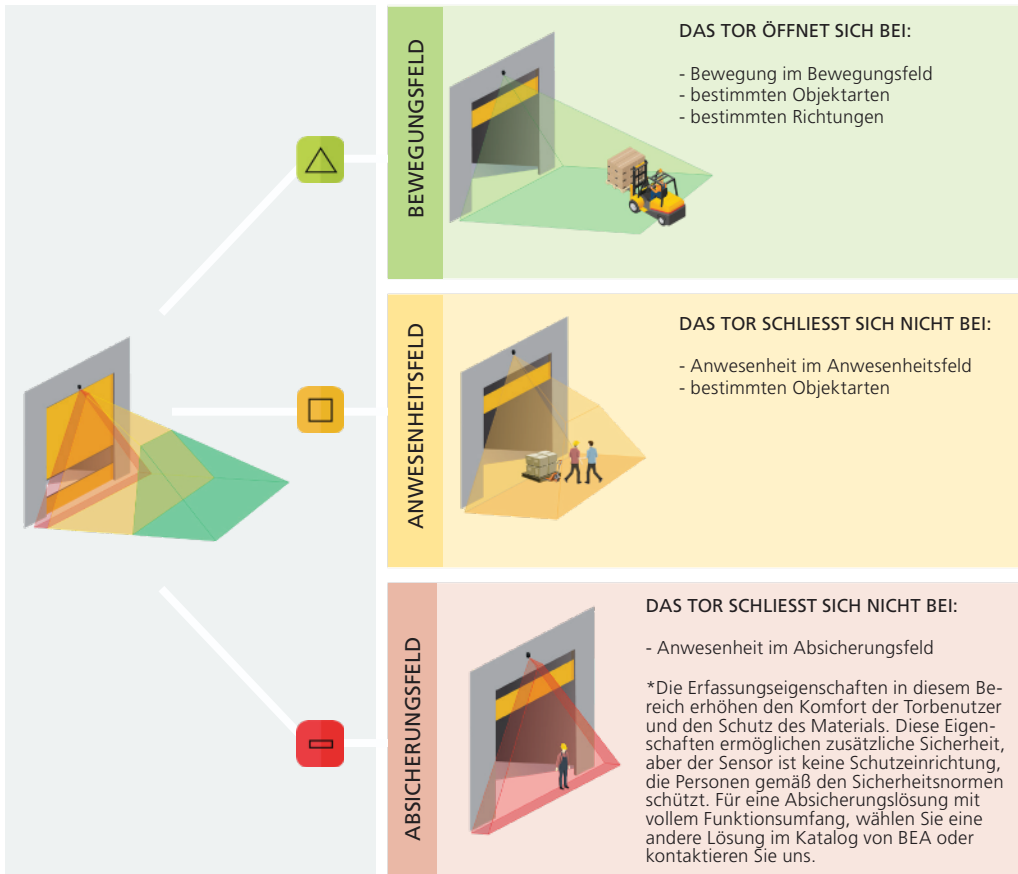 BEWEGUNGSFELD
DAS TOR ÖFFNET SICH BEI:
- Bewegung im Bewegungsfeld
- bestimmten Objektarten
- bestimmten Richtungen
ANWESENHEITSFELD
DAS TOR SCHLIESST SICH NICHT BEI:
- Anwesenheit im Anwesenheitsfeld
- bestimmten Objektarten
ABSICHERUNGSFELD
DAS TOR SCHLIESST SICH NICHT BEI:
- Anwesenheit im Absicherungsfeld
*Die Erfassungseigenschaften in diesem Be-
reich erhöhen den Komfort der Torbenutzer
und den Schutz des Materials. Diese Eigen-
schaften ermöglichen zusätzliche Sicherheit,
aber der Sensor ist keine Schutzeinrichtung,
die Personen gemäß den Sicherheitsnormen
schützt. Für eine Absicherungslösung mit
vollem Funktionsumfang, wählen Sie eine
andere Lösung im Katalog von BEA oder
kontaktieren Sie uns.